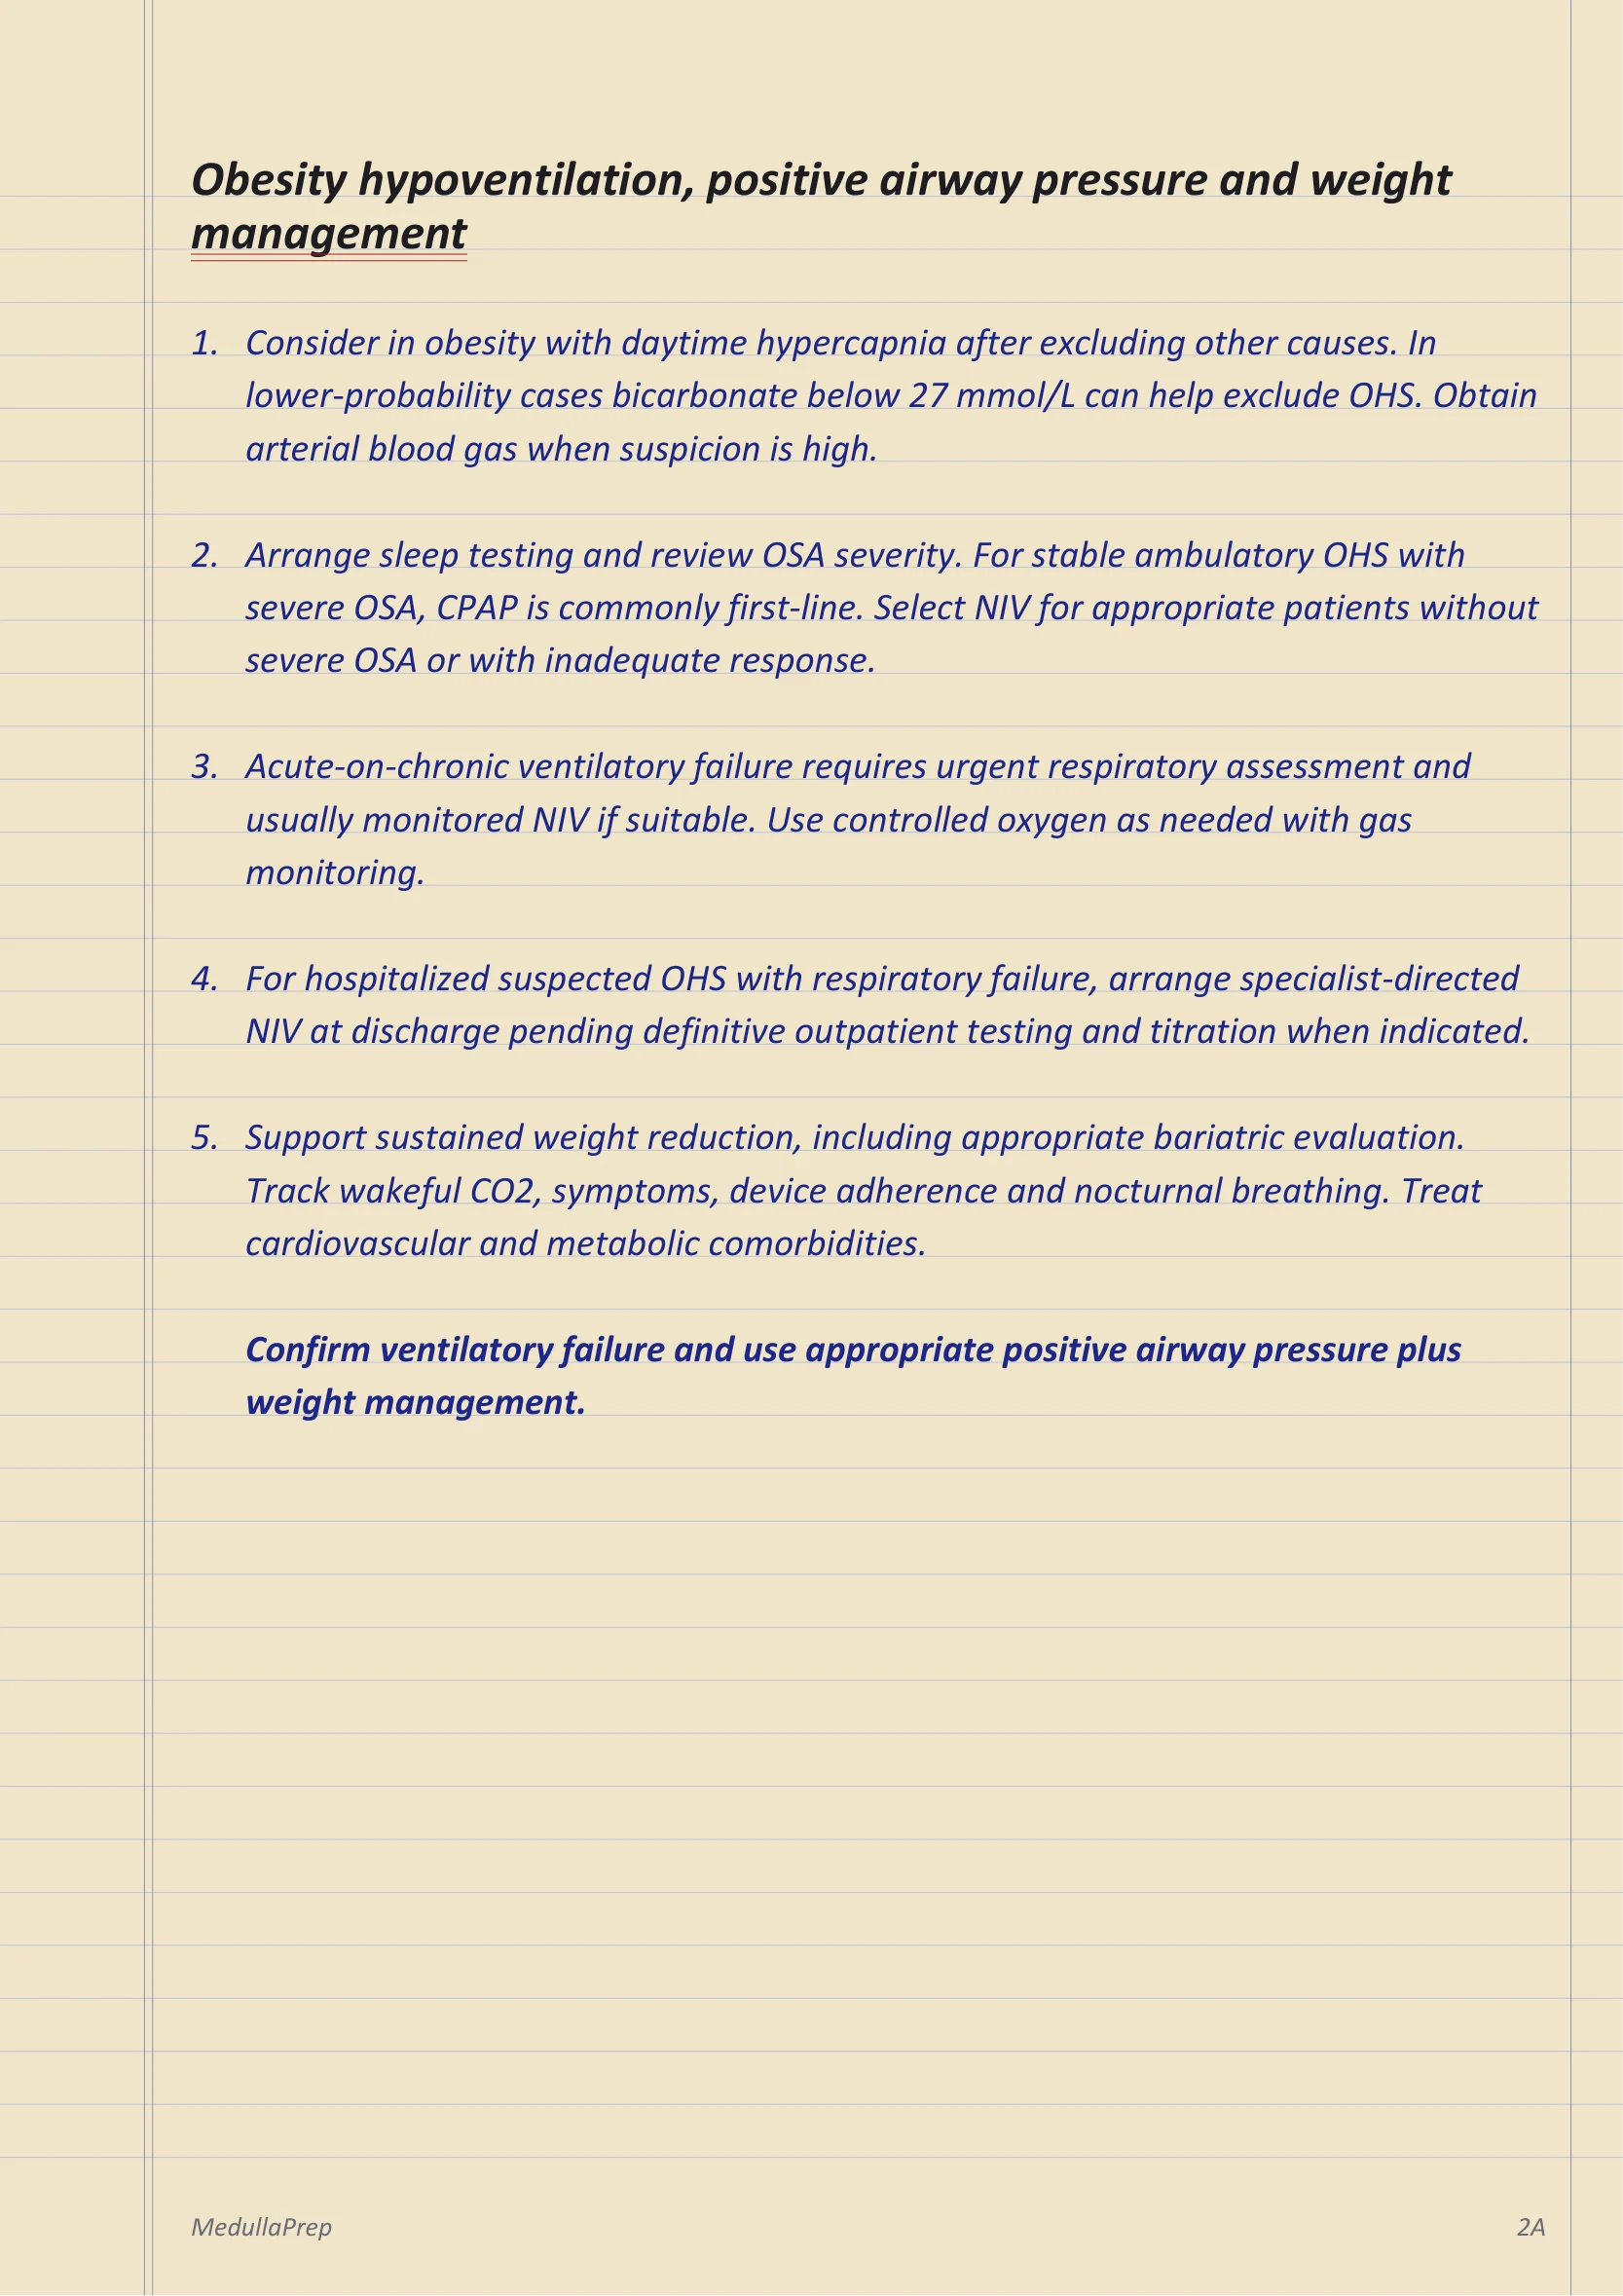 Obesity hypoventilation, positive airway pressure and weight
management
1. Consider in obesity with daytime hypercapnia after excluding other causes. In
lower-probability cases bicarbonate below 27 mmol/L can help exclude OHS. Obtain
arterial blood gas when suspicion is high.
2. Arrange sleep testing and review OSA severity. For stable ambulatory OHS with
severe OSA, CPAP is commonly first-line. Select NIV for appropriate patients without
severe OSA or with inadequate response.
3. Acute-on-chronic ventilatory failure requires urgent respiratory assessment and
usually monitored NIV if suitable. Use controlled oxygen as needed with gas
monitoring.
4. For hospitalized suspected OHS with respiratory failure, arrange specialist-directed
NIV at discharge pending definitive outpatient testing and titration when indicated.
5. Support sustained weight reduction, including appropriate bariatric evaluation.
Track wakeful CO2, symptoms, device adherence and nocturnal breathing. Treat
cardiovascular and metabolic comorbidities.
Confirm ventilatory failure and use appropriate positive airway pressure plus
weight management.
MedullaPrep
2A